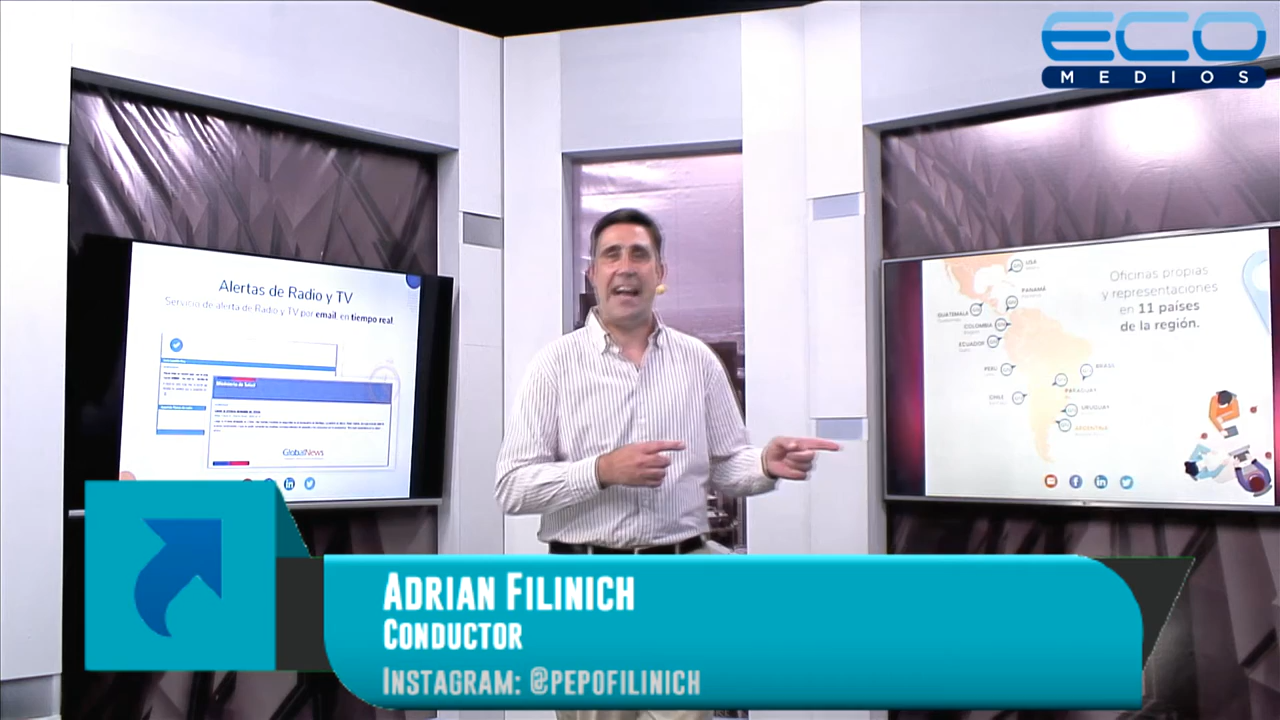 ECO
MEDIOS
Alertas de Radio y TV
Servicio de alerta de Radio y TV por email, en tiempo real
Ministerio de Salud
GlobalNews
Oficinas propias
y representaciones
en 11 países
de la región.
USA
PANAMÁ
GUATEMALA
COLOMBIA
ECUADOR
PERÚ
BRASIL
PARAGUAY
CHILE
URUGUAY
ARGENTINA
ADRIAN FILINICH
CONDUCTOR
INSTAGRAM: @PEPOFILINICH